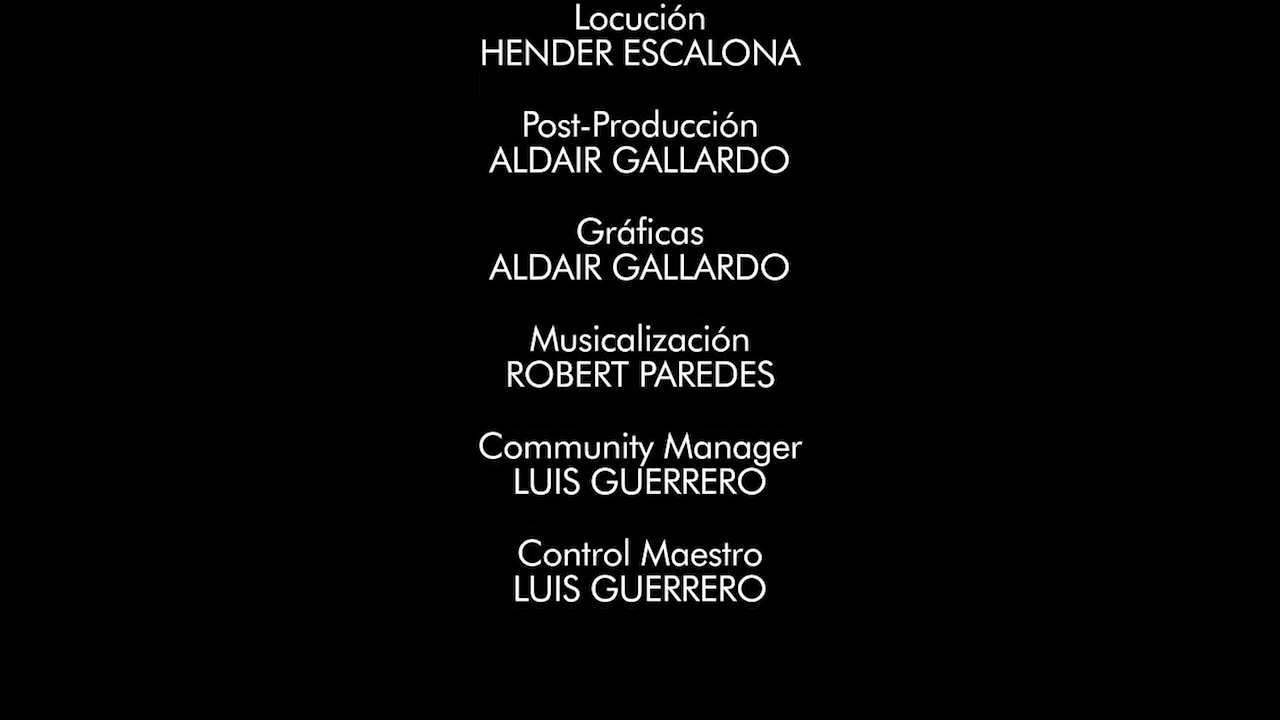 Locución
HENDER ESCALONA
Post-Producción
ALDAIR GALLARDO
Gráficas
ALDAIR GALLARDO
Musicalización
ROBERT PAREDES
Community Manager
LUIS GUERRERO
Control Maestro
LUIS GUERRERO